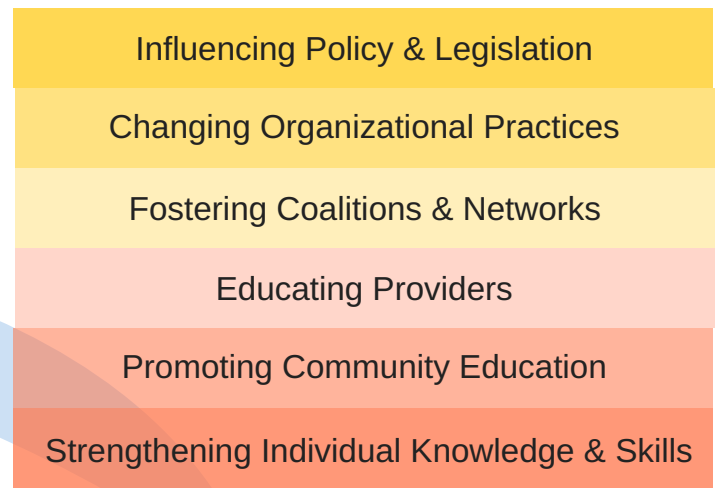 Influencing Policy & Legislation
Changing Organizational Practices
Fostering Coalitions & Networks
Educating Providers
Promoting Community Education
Strengthening Individual Knowledge & Skills